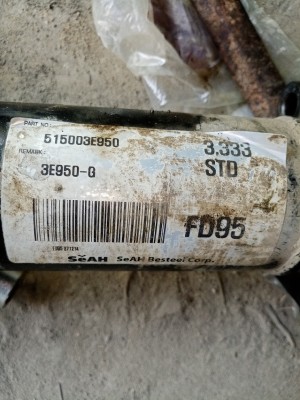 PART NO.
515003E950
3.333
REMARK
3E950-G
STD
FD95
SeAH SeAH Besteel Corp.